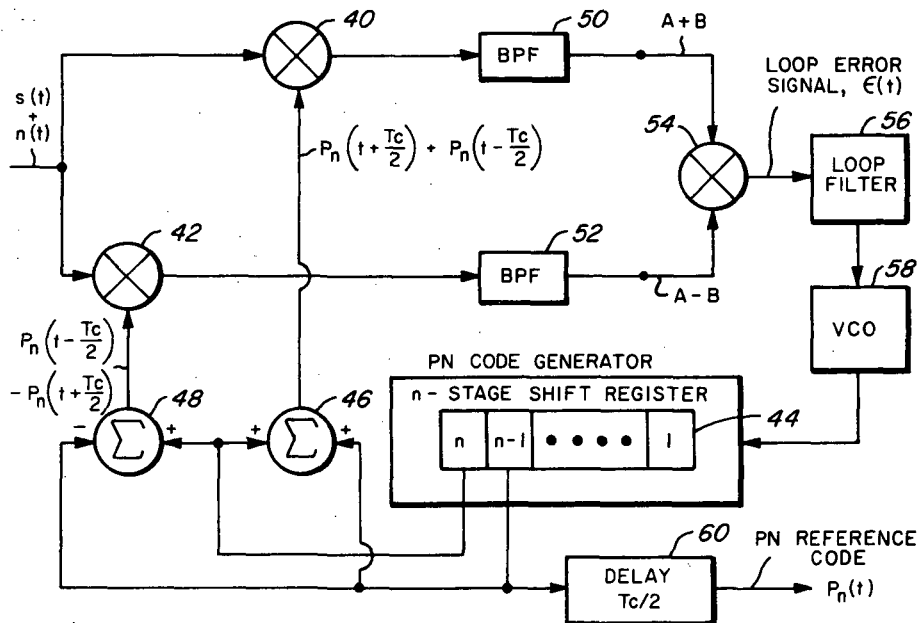 40
50
A+B
BPF
LOOP ERROR
SIGNAL, ϵ(t)
s(t)
+
n(t)
54
56
LOOP
FILTER
Pn(t + Tc/2) + Pn(t - Tc/2)
42
52
BPF
A-B
58
VCO
Pn(t - Tc/2)
-Pn(t + Tc/2)
PN CODE GENERATOR
n-STAGE SHIFT REGISTER
48
46
44
- Σ +
+ Σ +
n n-1 • • • • 1
60
PN REFERENCE
CODE
DELAY
Tc/2
Pn(t)